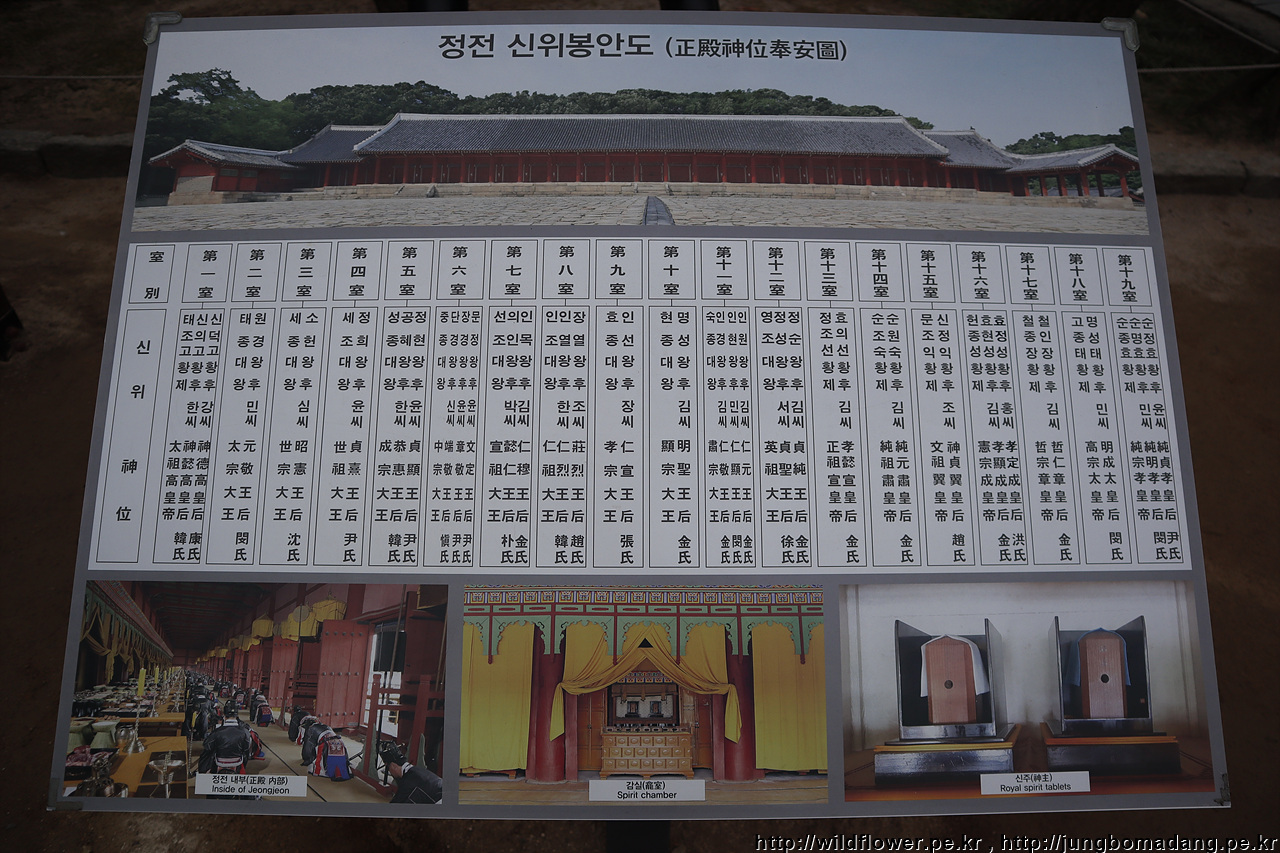 정전 신위봉안도 (正殿神位奉安圖)
室別
第一室
第二室
第三室
第四室
第五室
第六室
第七室
第八室
第九室
第十室
第十一室
第十二室
第十三室
第十四室
第十五室
第十六室
第十七室
第十八室
第十九室
신위 神位
태조고황제 太祖高皇帝
신의고황후 한씨 神懿高皇后 韓氏
신덕고황후 강씨 神德高皇后 康氏
태종대왕 太宗大王
원경왕후 민씨 元敬王后 閔氏
세종대왕 世宗大王
소헌왕후 심씨 昭憲王后 沈氏
세조대왕 世祖大王
정희왕후 윤씨 貞熹王后 尹氏
성종대왕 成宗大王
공혜왕후 한씨 恭惠王后 韓氏
정현왕후 윤씨 貞顯王后 尹氏
중종대왕 中宗大王
단경왕후 신씨 端敬王后 愼氏
장경왕후 윤씨 章敬王后 尹氏
문정왕후 윤씨 文定王后 尹氏
선조대왕 宣祖大王
의인왕후 박씨 懿仁王后 朴氏
인목왕후 김씨 仁穆王后 金氏
인조대왕 仁祖大王
인열왕후 한씨 仁烈王后 韓氏
장열왕후 조씨 莊烈王后 趙氏
효종대왕 孝宗大王
인선왕후 장씨 仁宣王后 張氏
현종대왕 顯宗大王
명성왕후 김씨 明聖王后 金氏
숙종대왕 肅宗大王
인경왕후 김씨 仁敬王后 金氏
인현왕후 민씨 仁顯王后 閔氏
인원왕후 김씨 仁元王后 金氏
영조대왕 英祖大王
정성왕후 서씨 貞聖王后 徐氏
정순왕후 김씨 貞純王后 金氏
정조선황제 正祖宣皇帝
효의선황후 김씨 孝懿宣皇后 金氏
순조숙황제 純祖肅皇帝
순원숙황후 김씨 純元肅皇后 金氏
문조익황제 文祖翼皇帝
신정익황후 조씨 神貞翼皇后 趙氏
헌종성황제 憲宗成皇帝
효현성황후 김씨 孝顯成皇后 金氏
효정성황후 홍씨 孝定成皇后 洪氏
철종장황제 哲宗章皇帝
철인장황후 김씨 哲仁章皇后 金氏
고종태황제 高宗太皇帝
명성태황후 민씨 明成太皇后 閔氏
순종효황제 純宗孝皇帝
순명효황후 민씨 純明孝皇后 閔氏
순정효황후 윤씨 純貞孝皇后 尹氏
정전 내부(正殿 內部)
Inside of Jeongjeon
감실(龕室)
Spirit chamber
신주(神主)
Royal spirit tablets
http://wildflower.pe.kr , http://jungbomadang.pe.kr